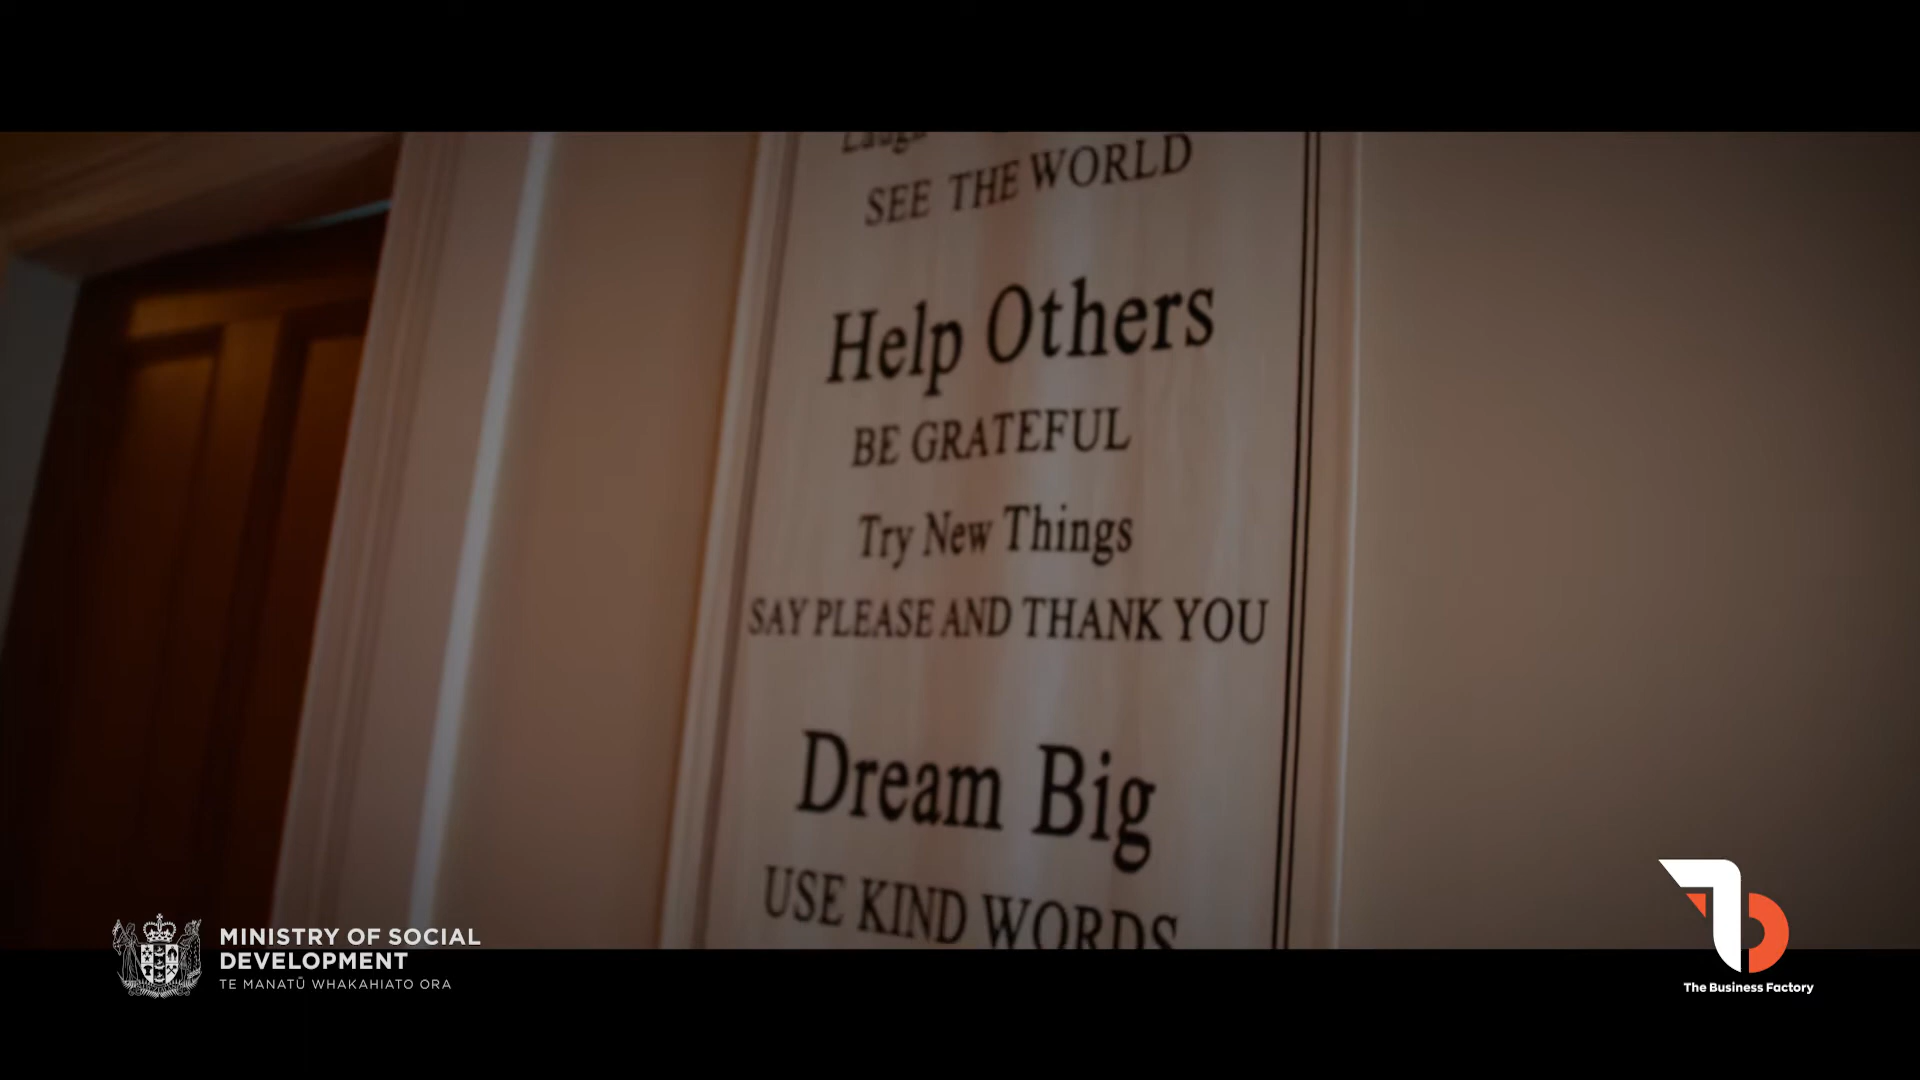 Laugh
SEE THE WORLD
Help Others
BE GRATEFUL
Try New Things
SAY PLEASE AND THANK YOU
Dream Big
USE KIND WORDS
MINISTRY OF SOCIAL
DEVELOPMENT
TE MANATŪ WHAKAHIATO ORA
The Business Factory